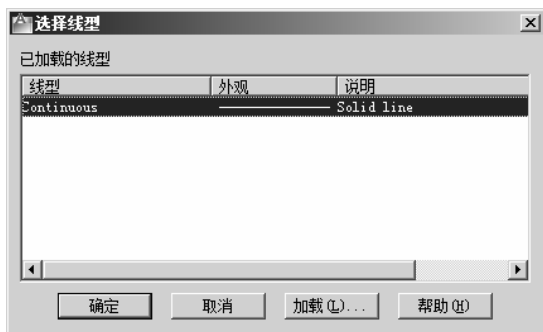 选择线型
已加载的线型
线型 外观 说明
Continuous Solid line
确定 取消 加载(L)... 帮助(H)